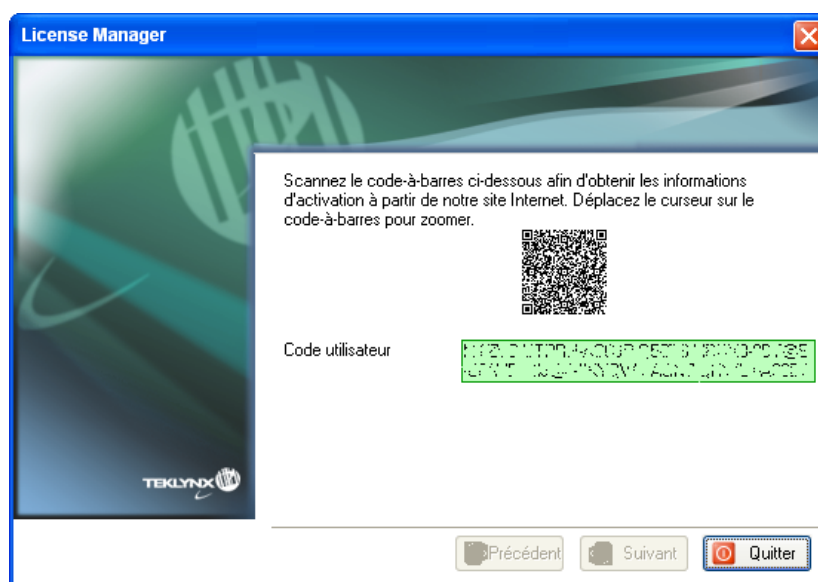 License Manager
Scannez le code-à-barres ci-dessous afin d'obtenir les informations
d'activation à partir de notre site Internet. Déplacez le curseur sur le
code-à-barres pour zoomer.
Code utilisateur
TEKLYNX
Précédent
Suivant
Quitter